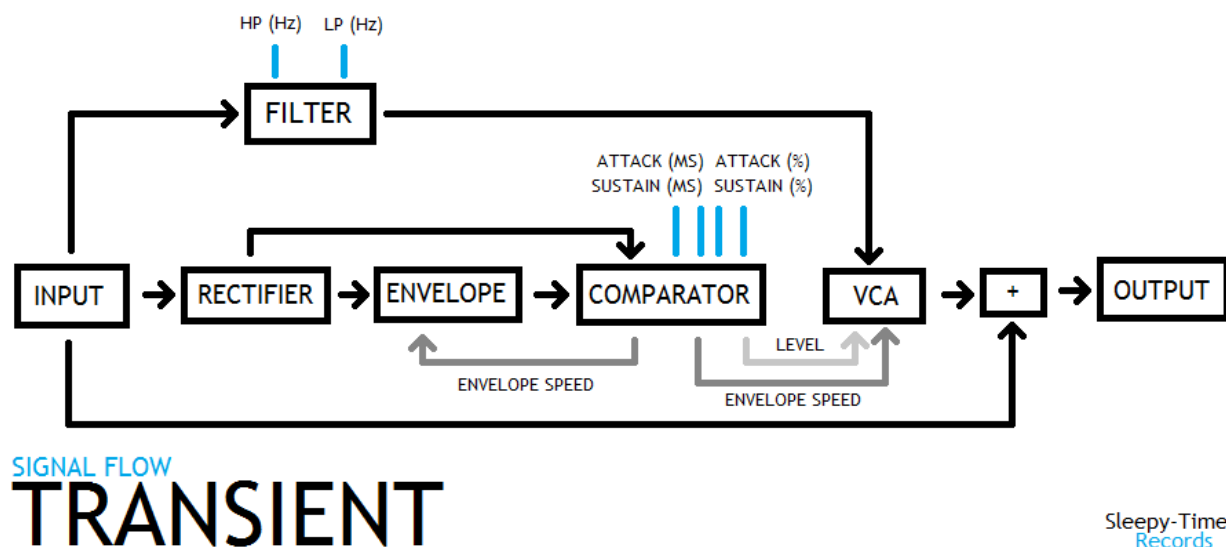 HP (Hz) LP (Hz)
FILTER
ATTACK (MS) ATTACK (%)
SUSTAIN (MS) SUSTAIN (%)
INPUT RECTIFIER ENVELOPE COMPARATOR VCA + OUTPUT
LEVEL
ENVELOPE SPEED
ENVELOPE SPEED
SIGNAL FLOW
TRANSIENT
Sleepy-Time
Records